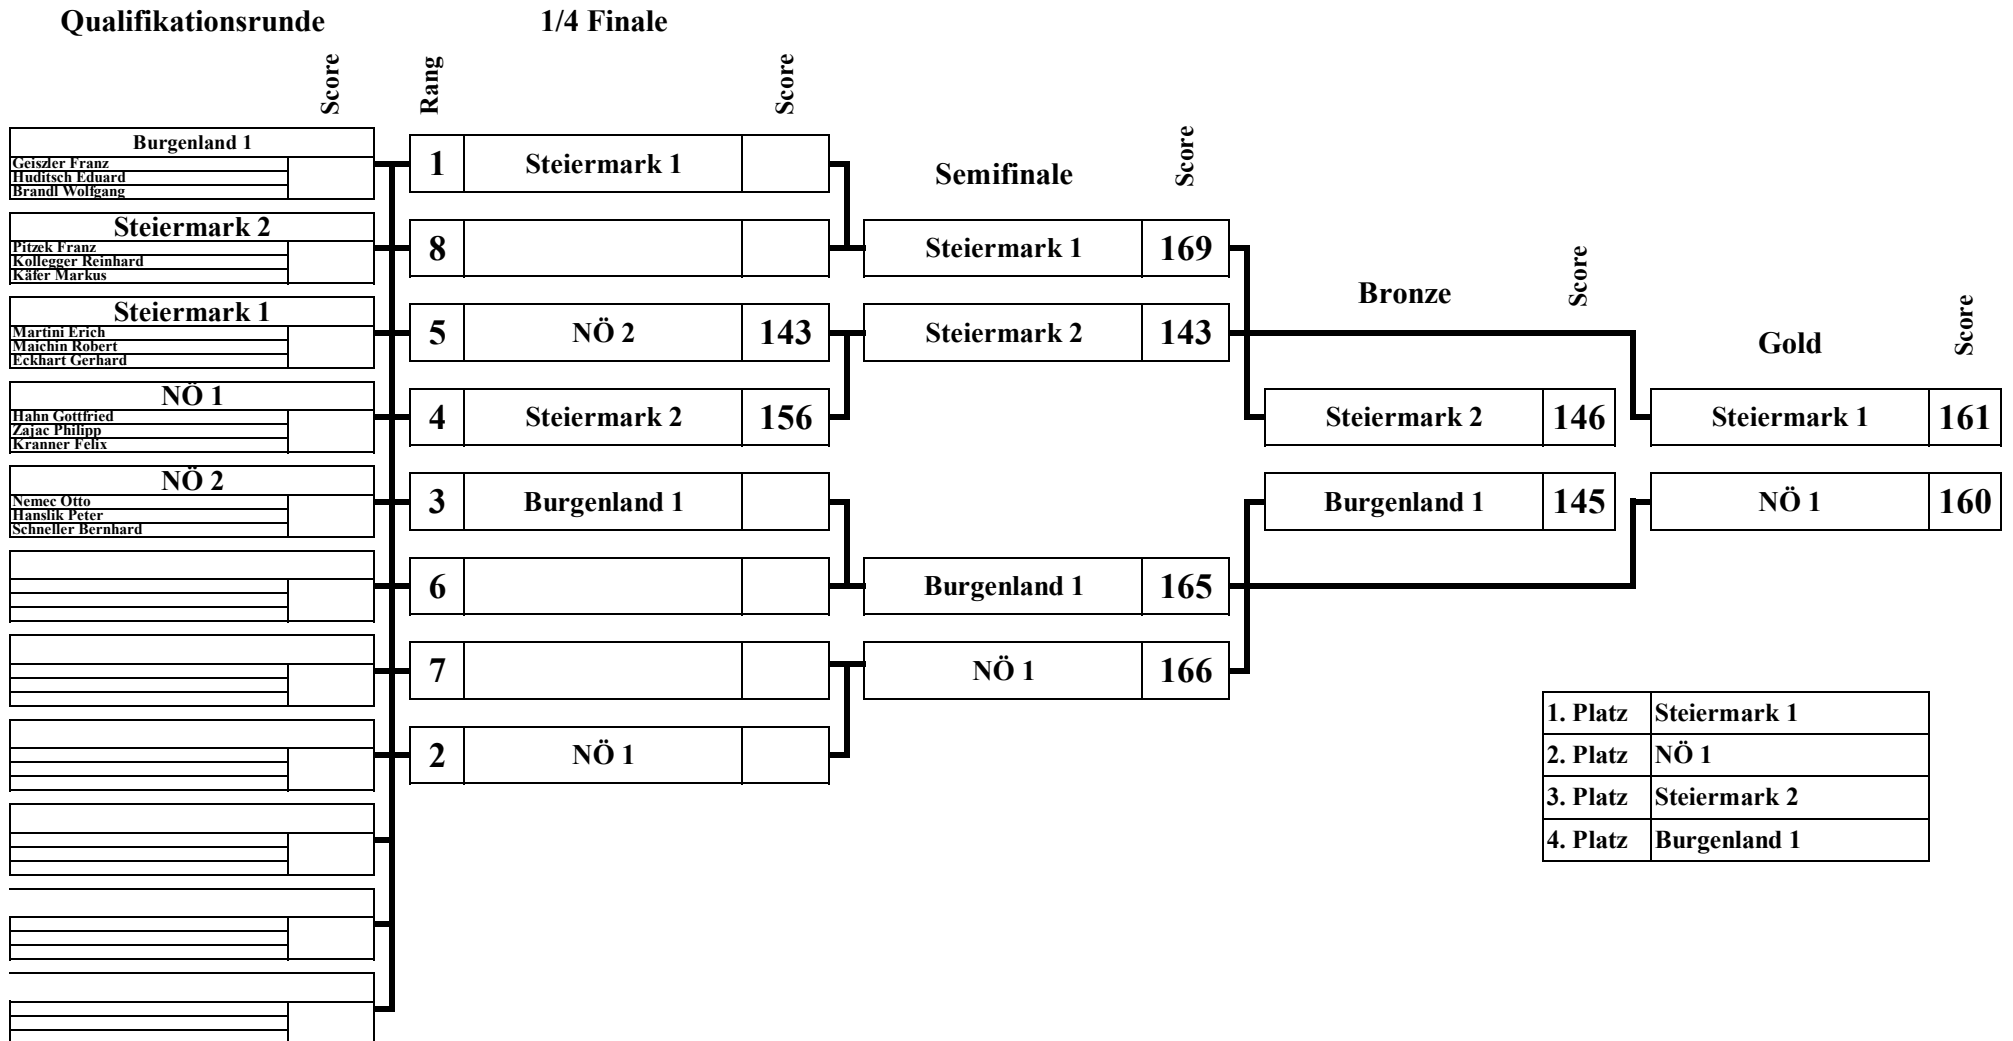 Qualifikationsrunde
1/4 Finale
Score
Rang
Score
Burgenland 1
Geiszler Franz
Huditsch Eduard
Brandl Wolfgang
Steiermark 2
Pitzek Franz
Kollegger Reinhard
Käfer Markus
Steiermark 1
Martini Erich
Maichin Robert
Eckhart Gerhard
NÖ 1
Hahn Gottfried
Zajac Philipp
Kranner Felix
NÖ 2
Nemec Otto
Hanslik Peter
Schneller Bernhard
1 Steiermark 1
8
5 NÖ 2 143
4 Steiermark 2 156
3 Burgenland 1
6
7
2 NÖ 1
Semifinale
Score
Steiermark 1 169
Steiermark 2 143
Burgenland 1 165
NÖ 1 166
Bronze
Score
Steiermark 2 146
Burgenland 1 145
Gold
Score
Steiermark 1 161
NÖ 1 160
1. Platz Steiermark 1
2. Platz NÖ 1
3. Platz Steiermark 2
4. Platz Burgenland 1